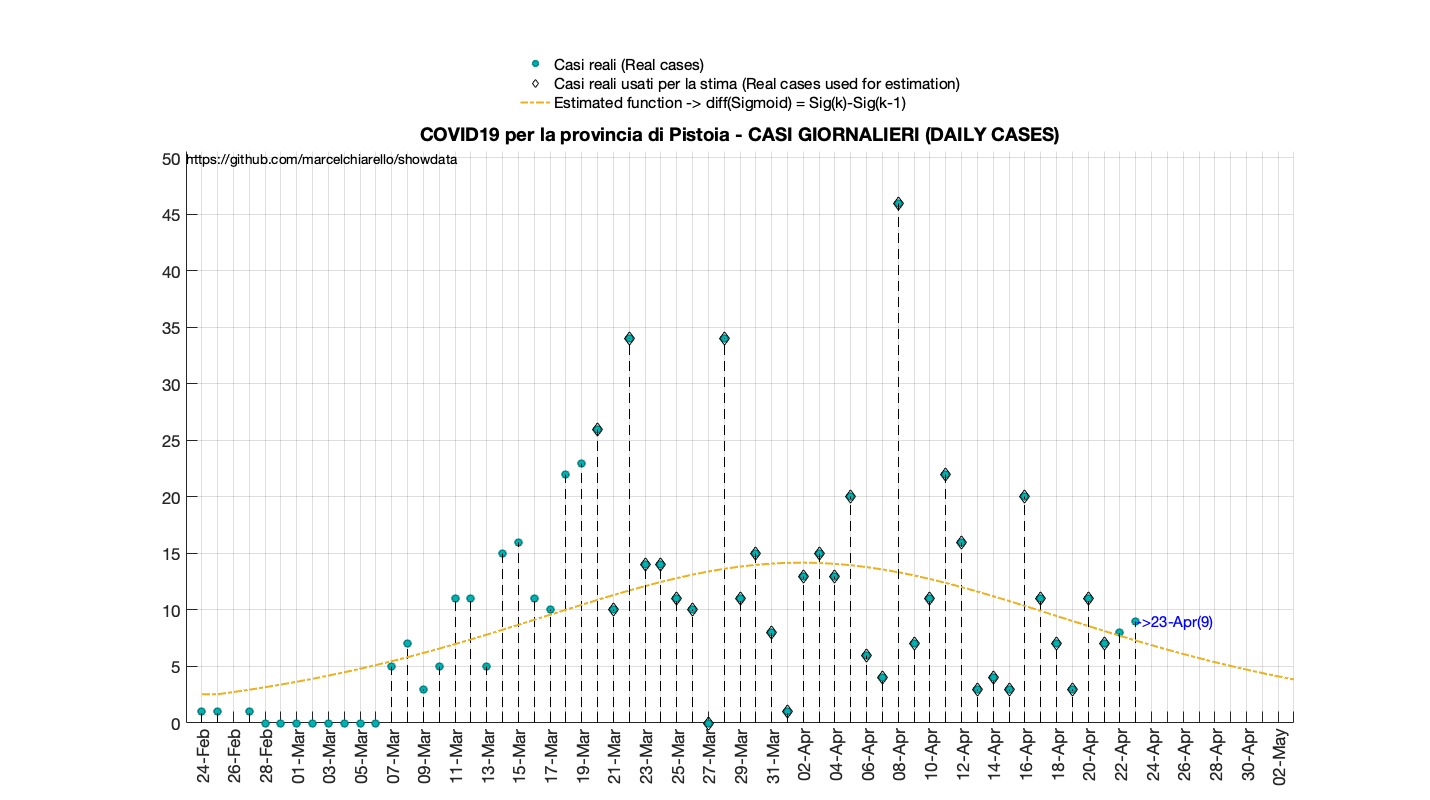 Casi reali (Real cases)
Casi reali usati per la stima (Real cases used for estimation)
Estimated function -> diff(Sigmoid) = Sig(k)-Sig(k-1)
COVID19 per la provincia di Pistoia - CASI GIORNALIERI (DAILY CASES)
https://github.com/marcelchiarello/showdata
50
45
40
35
30
25
20
15
10
5
0
->23-Apr(9)
24-Feb
26-Feb
28-Feb
01-Mar
03-Mar
05-Mar
07-Mar
09-Mar
11-Mar
13-Mar
15-Mar
17-Mar
19-Mar
21-Mar
23-Mar
25-Mar
27-Mar
29-Mar
31-Mar
02-Apr
04-Apr
06-Apr
08-Apr
10-Apr
12-Apr
14-Apr
16-Apr
18-Apr
20-Apr
22-Apr
24-Apr
26-Apr
28-Apr
30-Apr
02-May